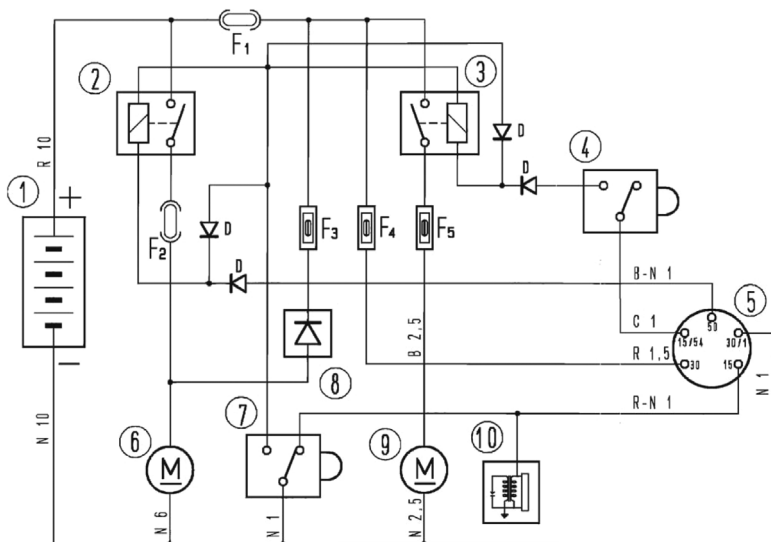 F1
2
3
D
D
4
R 10
1
+
F2
D
F3
F4
F5
D
B-N 1
5
50
C 1
15/54
30/1
B 2,5
R 1,5
30
15
N 1
−
8
R-N 1
7
N 10
6
9
10
M
M
N 6
N 1
N 2,5